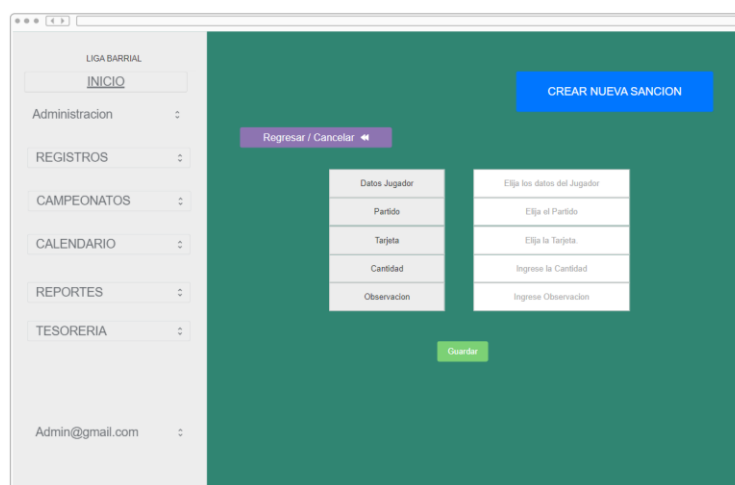 LIGA BARRIAL
INICIO
Administracion
REGISTROS
CAMPEONATOS
CALENDARIO
REPORTES
TESORERIA
Admin@gmail.com
CREAR NUEVA SANCION
Regresar / Cancelar
Datos Jugador Elija los datos del Jugador
Partido Elija el Partido
Tarjeta Elija la Tarjeta.
Cantidad Ingrese la Cantidad
Observacion Ingrese Observacion
Guardar